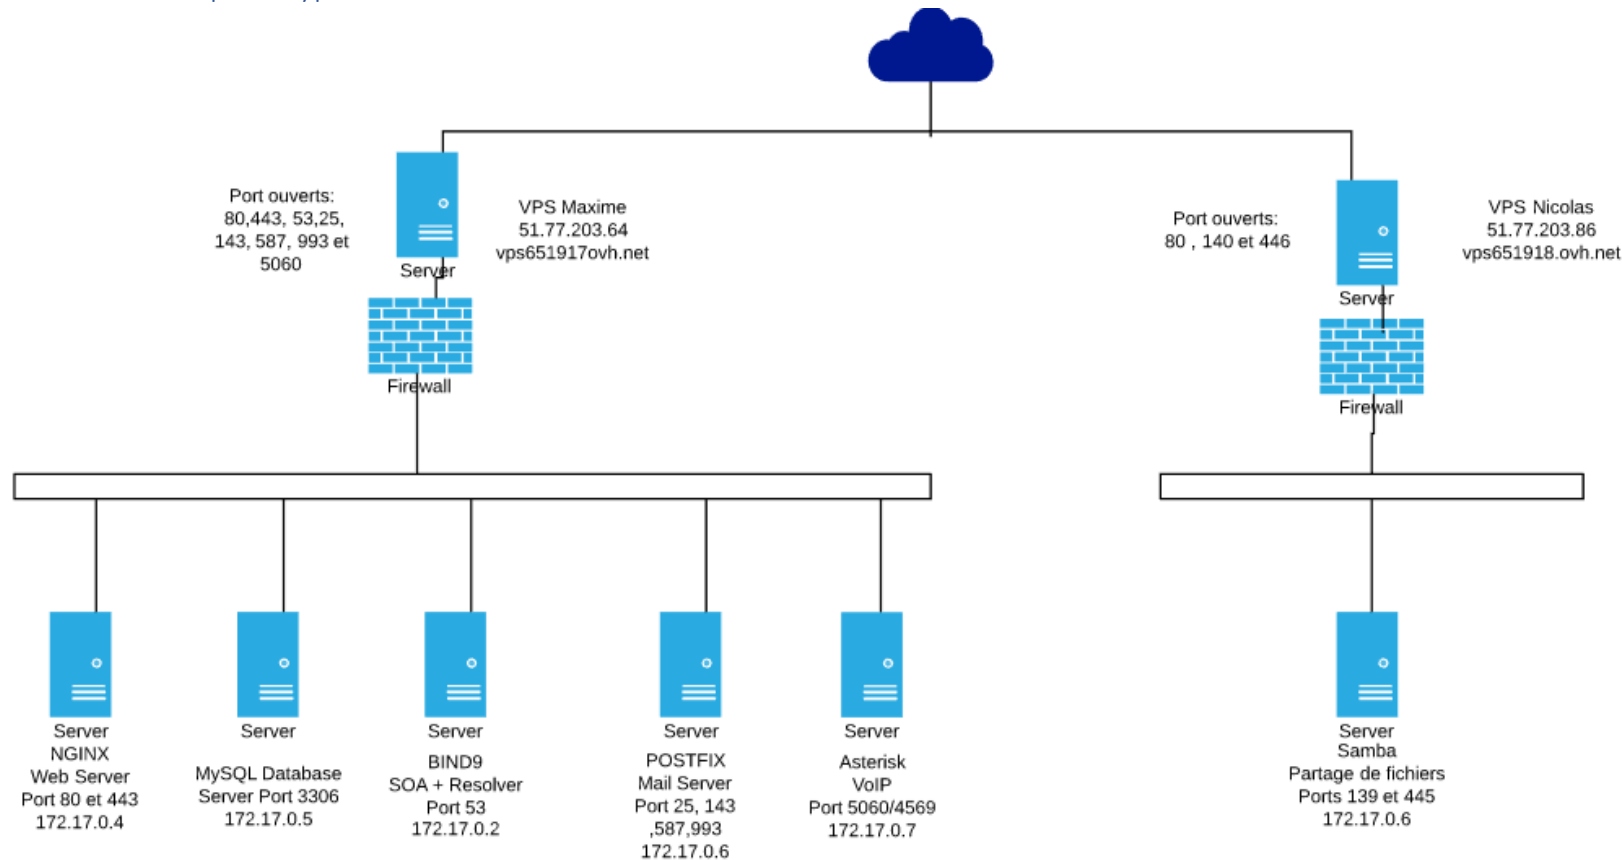 Port ouverts:
80,443, 53,25,
143, 587, 993 et
5060
VPS Maxime
51.77.203.64
vps651917ovh.net
Server
Firewall
Port ouverts:
80 , 140 et 446
VPS Nicolas
51.77.203.86
vps651918.ovh.net
Server
Firewall
Server
NGINX
Web Server
Port 80 et 443
172.17.0.4
Server
MySQL Database
Server Port 3306
172.17.0.5
Server
BIND9
SOA + Resolver
Port 53
172.17.0.2
Server
POSTFIX
Mail Server
Port 25, 143
,587,993
172.17.0.6
Server
Asterisk
VoIP
Port 5060/4569
172.17.0.7
Server
Samba
Partage de fichiers
Ports 139 et 445
172.17.0.6